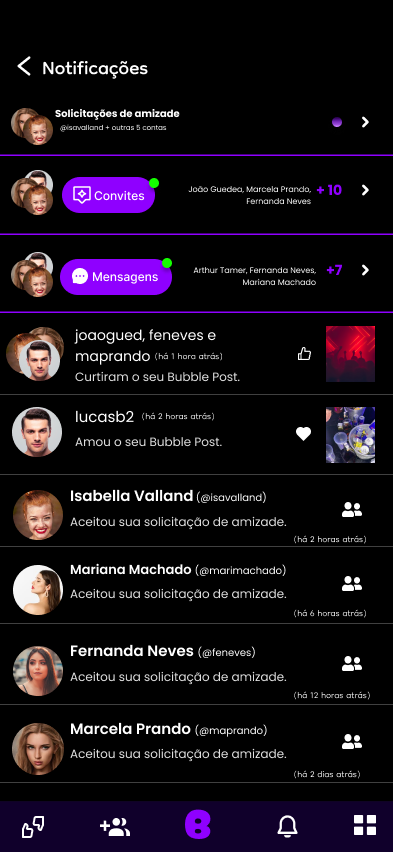 Notificações
Solicitações de amizade
@isavalland + outras 5 contas
Convites
João Guedea, Marcela Prando,
Fernanda Neves
+ 10
Mensagens
Arthur Tamer, Fernanda Neves,
Mariana Machado
+7
joaogued, feneves e
maprando (há 1 hora atrás)
Curtiram o seu Bubble Post.
lucasb2 (há 2 horas atrás)
Amou o seu Bubble Post.
Isabella Valland (@isavalland)
Aceitou sua solicitação de amizade.
(há 2 horas atrás)
Mariana Machado (@marimachado)
Aceitou sua solicitação de amizade.
(há 6 horas atrás)
Fernanda Neves (@feneves)
Aceitou sua solicitação de amizade.
(há 12 horas atrás)
Marcela Prando (@maprando)
Aceitou sua solicitação de amizade.
(há 2 dias atrás)
B